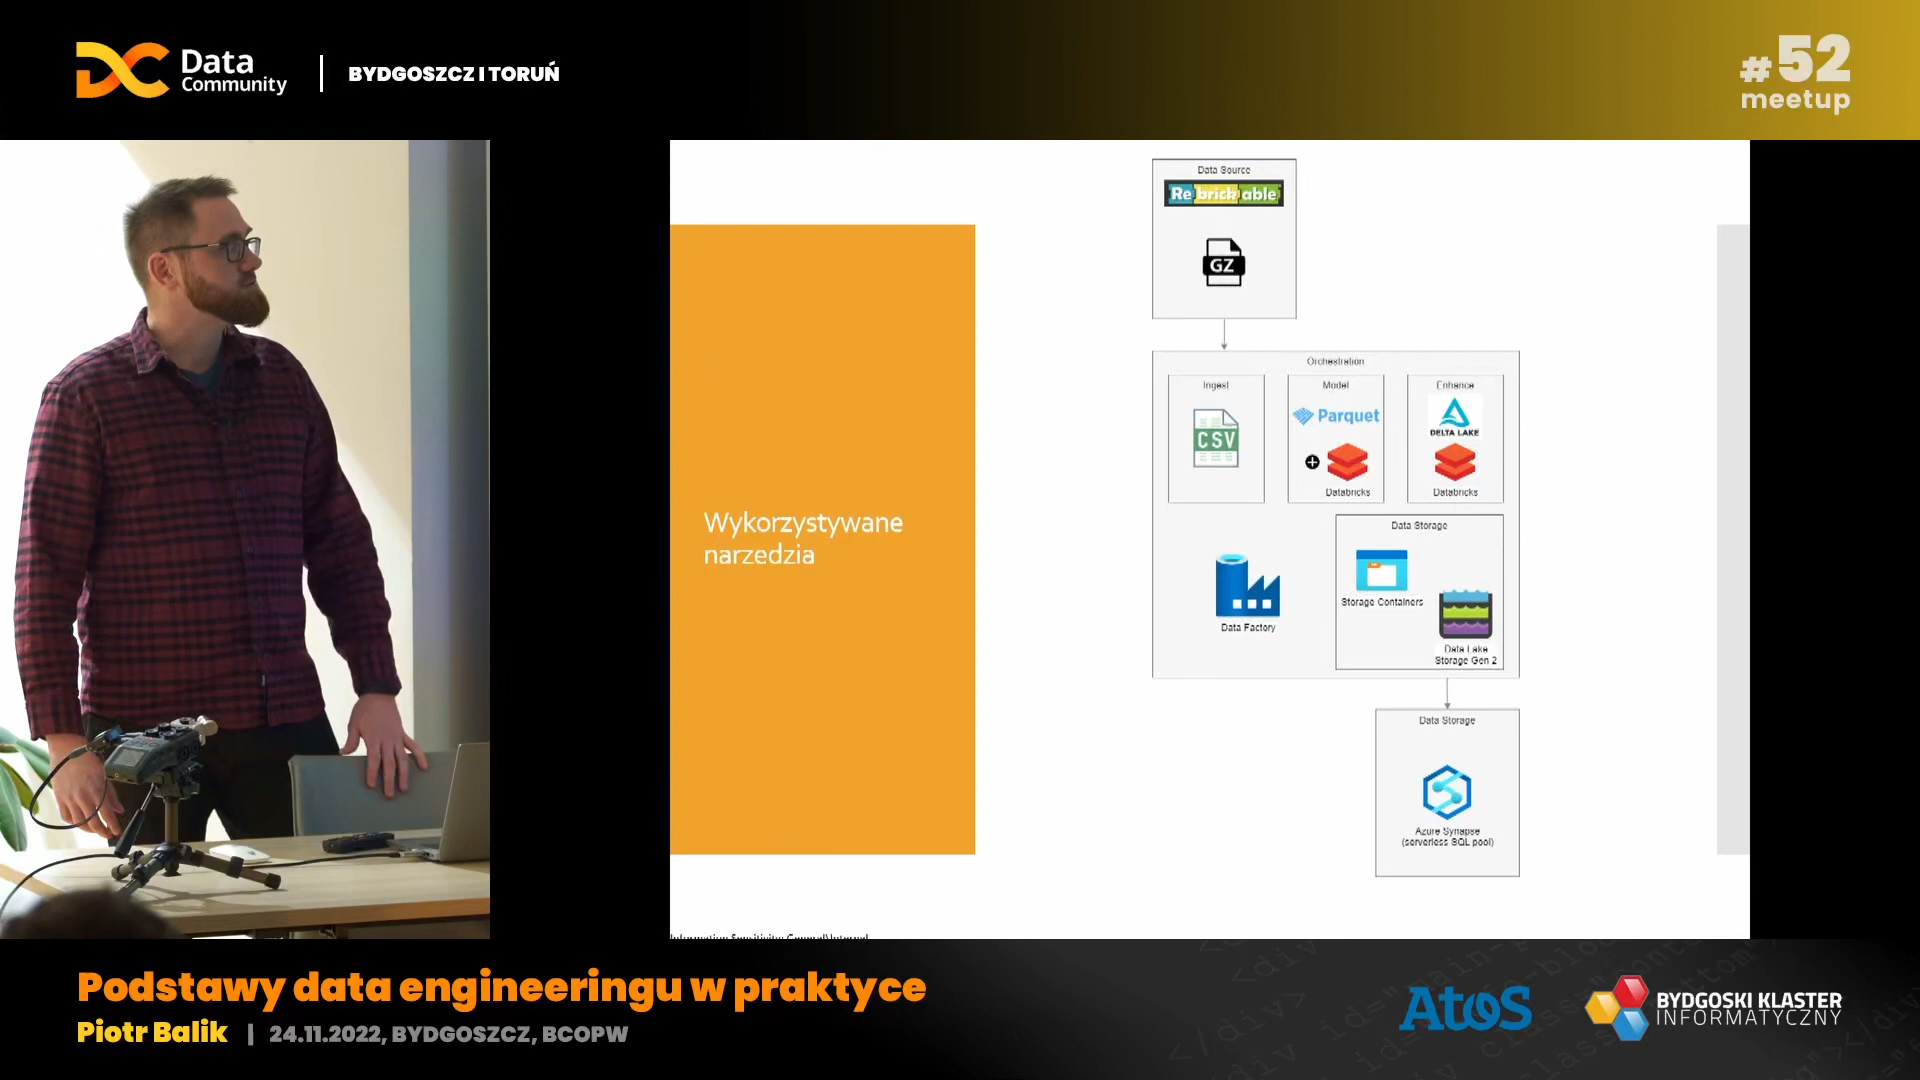 Data
Community
BYDGOSZCZ I TORUŃ
#52
meetup
Data Source
Rebrickable
GZ
Orchestration
Ingest
Model
Enhance
CSV
Parquet
DELTA LAKE
Databricks
Databricks
Data Storage
Storage Containers
Data Lake
Storage Gen 2
Data Factory
Wykorzystywane
narzedzia
Data Storage
Azure Synapse
(serverless SQL pool)
Podstawy data engineeringu w praktyce
Piotr Balik | 24.11.2022, BYDGOSZCZ, BCOPW
Atos
BYDGOSKI KLASTER
INFORMATYCZNY